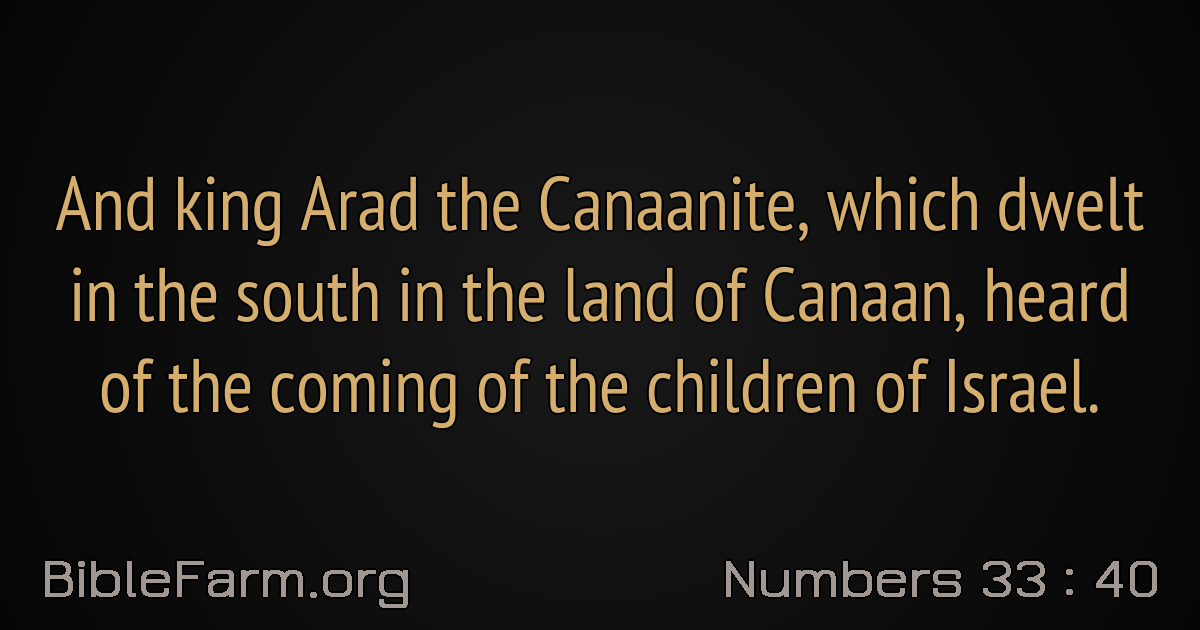 And king Arad the Canaanite, which dwelt
in the south in the land of Canaan, heard
of the coming of the children of Israel.
BibleFarm.org
Numbers 33 : 40